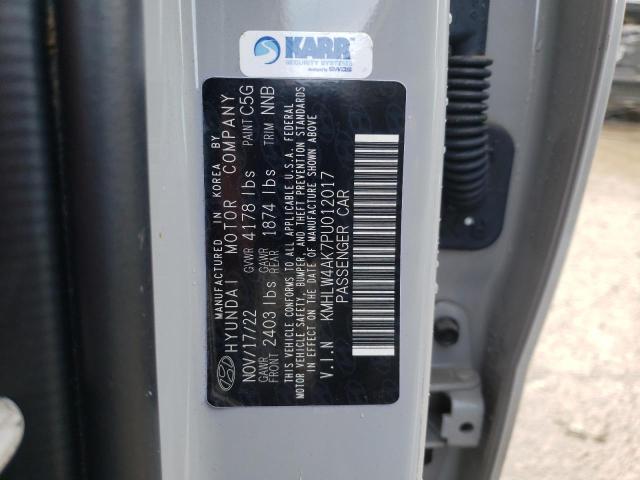 KARR
SECURITY SYSTEMS
MANUFACTURED IN KOREA BY
HYUNDAI MOTOR COMPANY
NOV/17/22 GVWR 4178 lbs PAINT C5G
GAWR FRONT 2403 lbs GAWR REAR 1874 lbs TRIM NNB
THIS VEHICLE CONFORMS TO ALL APPLICABLE U.S.A. FEDERAL
MOTOR VEHICLE SAFETY, BUMPER, AND THEFT PREVENTION STANDARDS
IN EFFECT ON THE DATE OF MANUFACTURE SHOWN ABOVE
V.I.N KMHLW4AK7PU012017
PASSENGER CAR